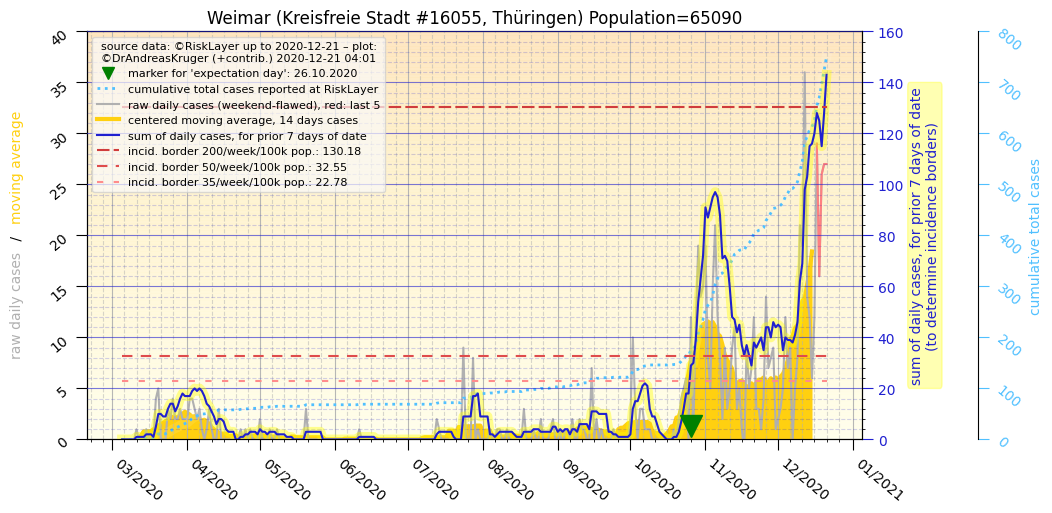 Weimar (Kreisfreie Stadt #16055, Thüringen) Population=65090
source data: ©RiskLayer up to 2020-12-21 – plot:
©DrAndreasKruger (+contrib.) 2020-12-21 04:01
marker for 'expectation day': 26.10.2020
cumulative total cases reported at RiskLayer
raw daily cases (weekend-flawed), red: last 5
centered moving average, 14 days cases
sum of daily cases, for prior 7 days of date
incid. border 200/week/100k pop.: 130.18
incid. border 50/week/100k pop.: 32.55
incid. border 35/week/100k pop.: 22.78
raw daily cases / moving average
40
35
30
25
20
15
10
5
0
03/2020
04/2020
05/2020
06/2020
07/2020
08/2020
09/2020
10/2020
11/2020
12/2020
01/2021
160
140
120
100
80
60
40
20
0
sum of daily cases, for prior 7 days of date
(to determine incidence borders)
800
700
600
500
400
300
200
100
0
cumulative total cases